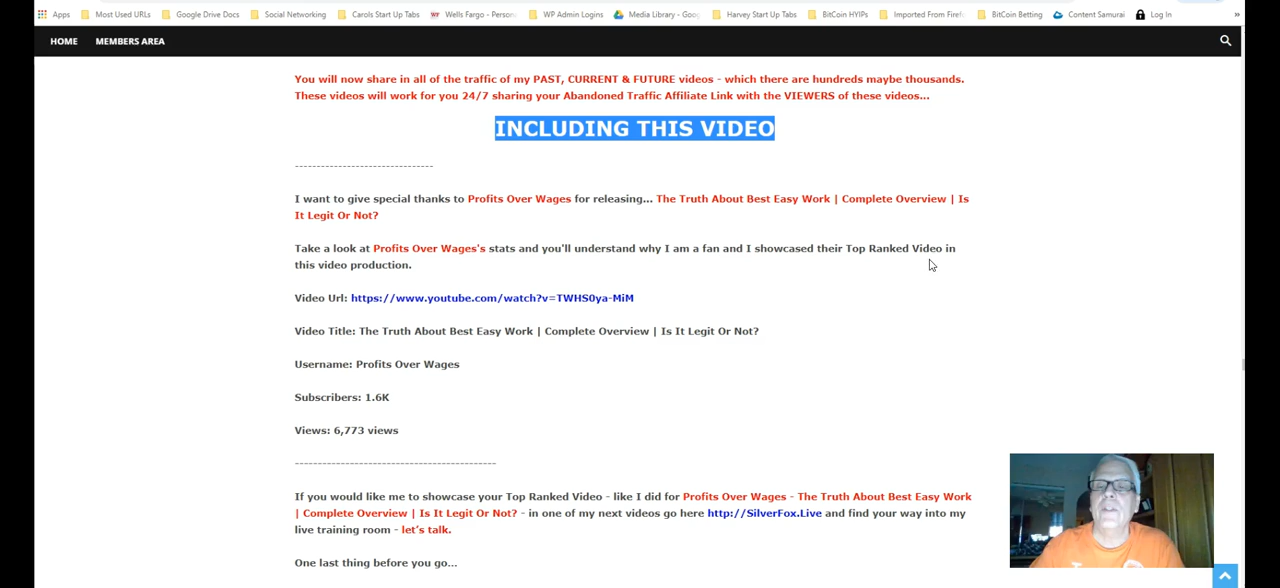 Apps Most Used URLs Google Drive Docs Social Networking Carols Start Up Tabs Wells Fargo - Person WP Admin Logins Media Library - Goog Harvey Start Up Tabs BitCoin HYIPs Imported From Firef BitCoin Betting Content Samurai Log In »
HOME MEMBERS AREA
You will now share in all of the traffic of my PAST, CURRENT & FUTURE videos - which there are hundreds maybe thousands.
These videos will work for you 24/7 sharing your Abandoned Traffic Affiliate Link with the VIEWERS of these videos...
INCLUDING THIS VIDEO
------------------------------
I want to give special thanks to Profits Over Wages for releasing... The Truth About Best Easy Work | Complete Overview | Is
It Legit Or Not?
Take a look at Profits Over Wages's stats and you'll understand why I am a fan and I showcased their Top Ranked Video in
this video production.
Video Url: https://www.youtube.com/watch?v=TWHS0ya-MiM
Video Title: The Truth About Best Easy Work | Complete Overview | Is It Legit Or Not?
Username: Profits Over Wages
Subscribers: 1.6K
Views: 6,773 views
-------------------------------------------
If you would like me to showcase your Top Ranked Video - like I did for Profits Over Wages - The Truth About Best Easy Work
| Complete Overview | Is It Legit Or Not? - in one of my next videos go here http://SilverFox.Live and find your way into my
live training room - let's talk.
One last thing before you go...